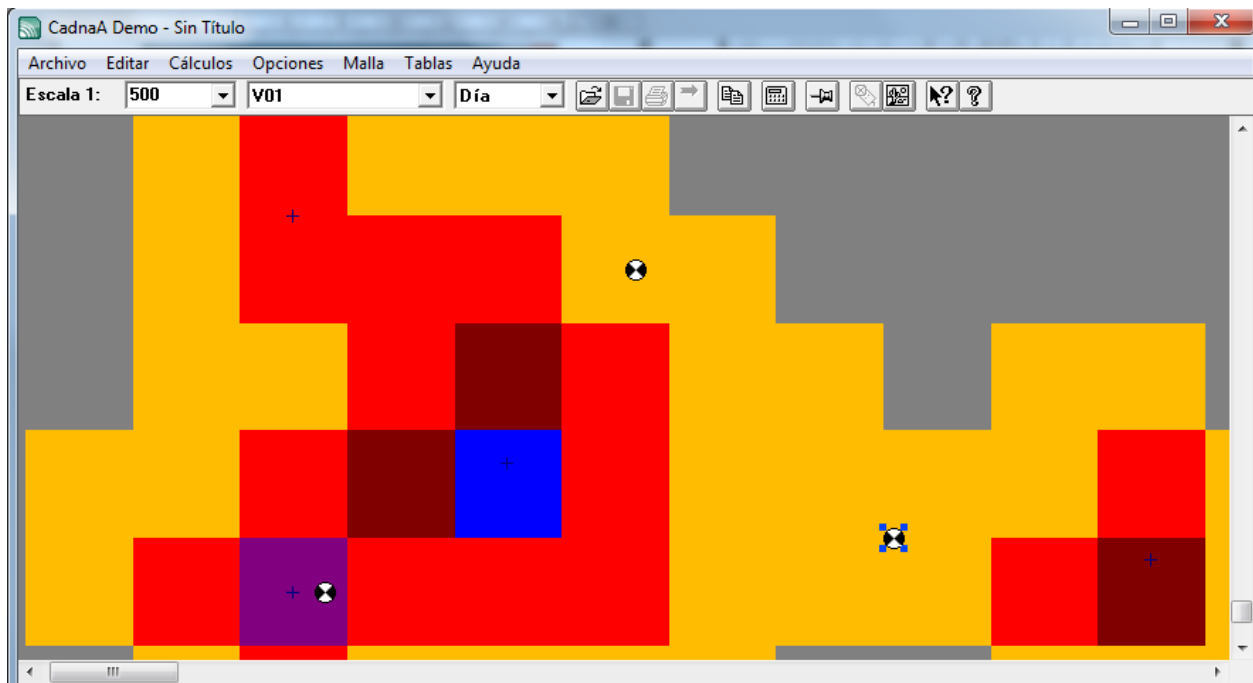 CadnaA Demo - Sin Título
Archivo Editar Cálculos Opciones Malla Tablas Ayuda
Escala 1: 500 V01 Día